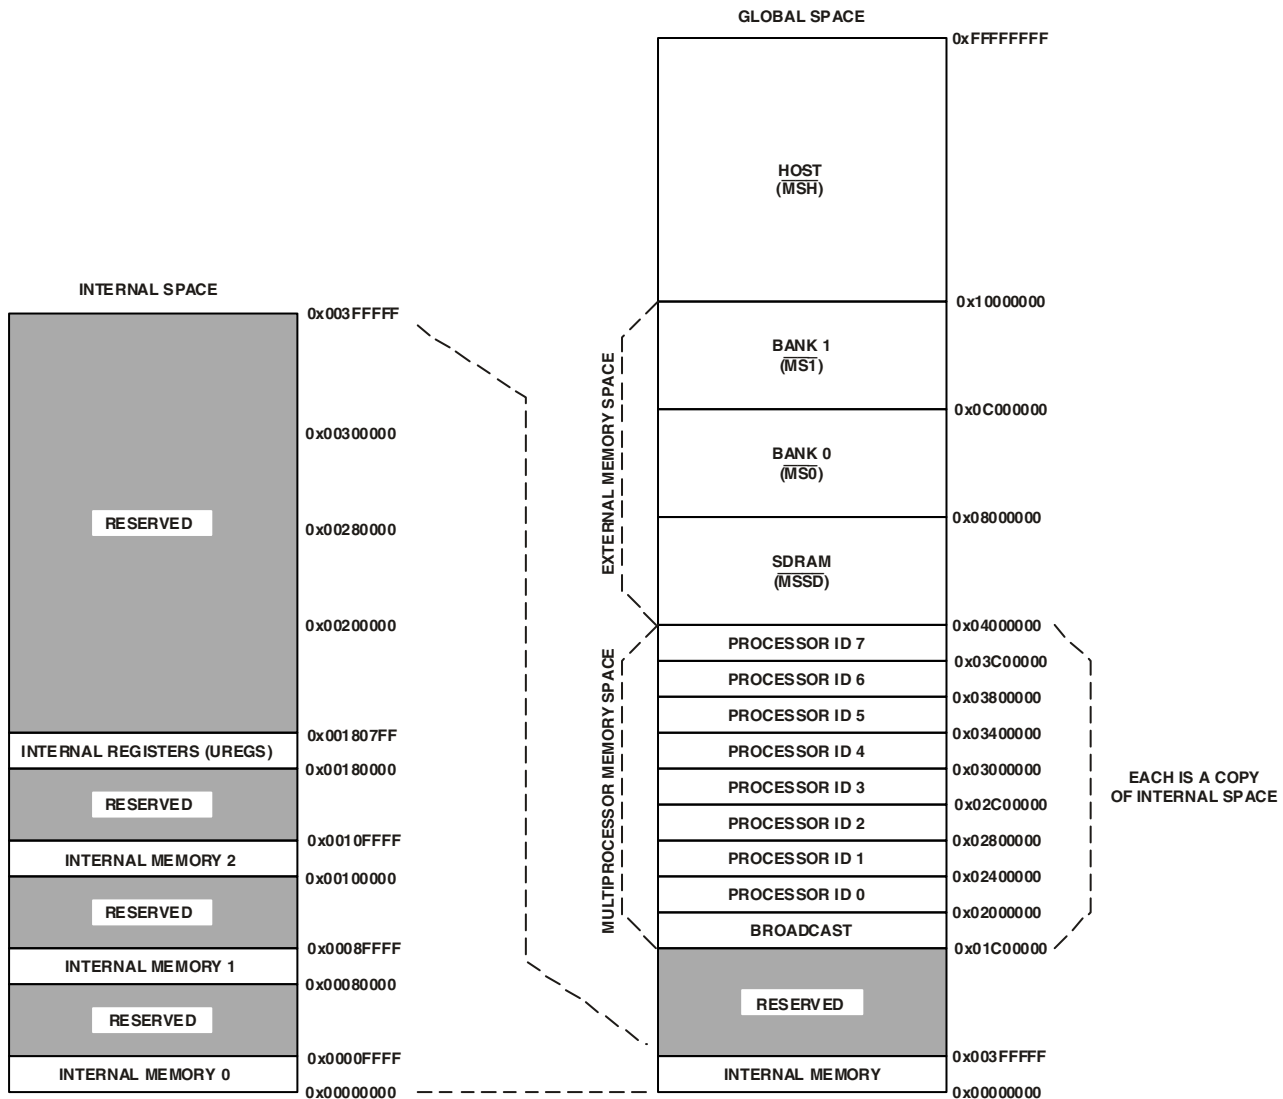 GLOBAL SPACE
0xFFFFFFFF
HOST
(MSH)
INTERNAL SPACE
0x003FFFFF
0x10000000
BANK 1
(MS1)
0x0C000000
0x00300000
BANK 0
(MS0)
EXTERNAL MEMORY SPACE
RESERVED
0x00280000
0x08000000
SDRAM
(MSSD)
0x00200000
0x04000000
PROCESSOR ID 7
0x03C00000
PROCESSOR ID 6
0x03800000
PROCESSOR ID 5
0x001807FF
0x03400000
INTERNAL REGISTERS (UREGS)
PROCESSOR ID 4
0x00180000
0x03000000
MULTIPROCESSOR MEMORY SPACE
PROCESSOR ID 3
EACH IS A COPY
OF INTERNAL SPACE
RESERVED
0x02C00000
PROCESSOR ID 2
0x0010FFFF
0x02800000
INTERNAL MEMORY 2
PROCESSOR ID 1
0x00100000
0x02400000
PROCESSOR ID 0
RESERVED
0x02000000
BROADCAST
0x0008FFFF
0x01C00000
INTERNAL MEMORY 1
0x00080000
RESERVED
RESERVED
0x0000FFFF
0x003FFFFF
INTERNAL MEMORY 0
INTERNAL MEMORY
0x00000000
0x00000000